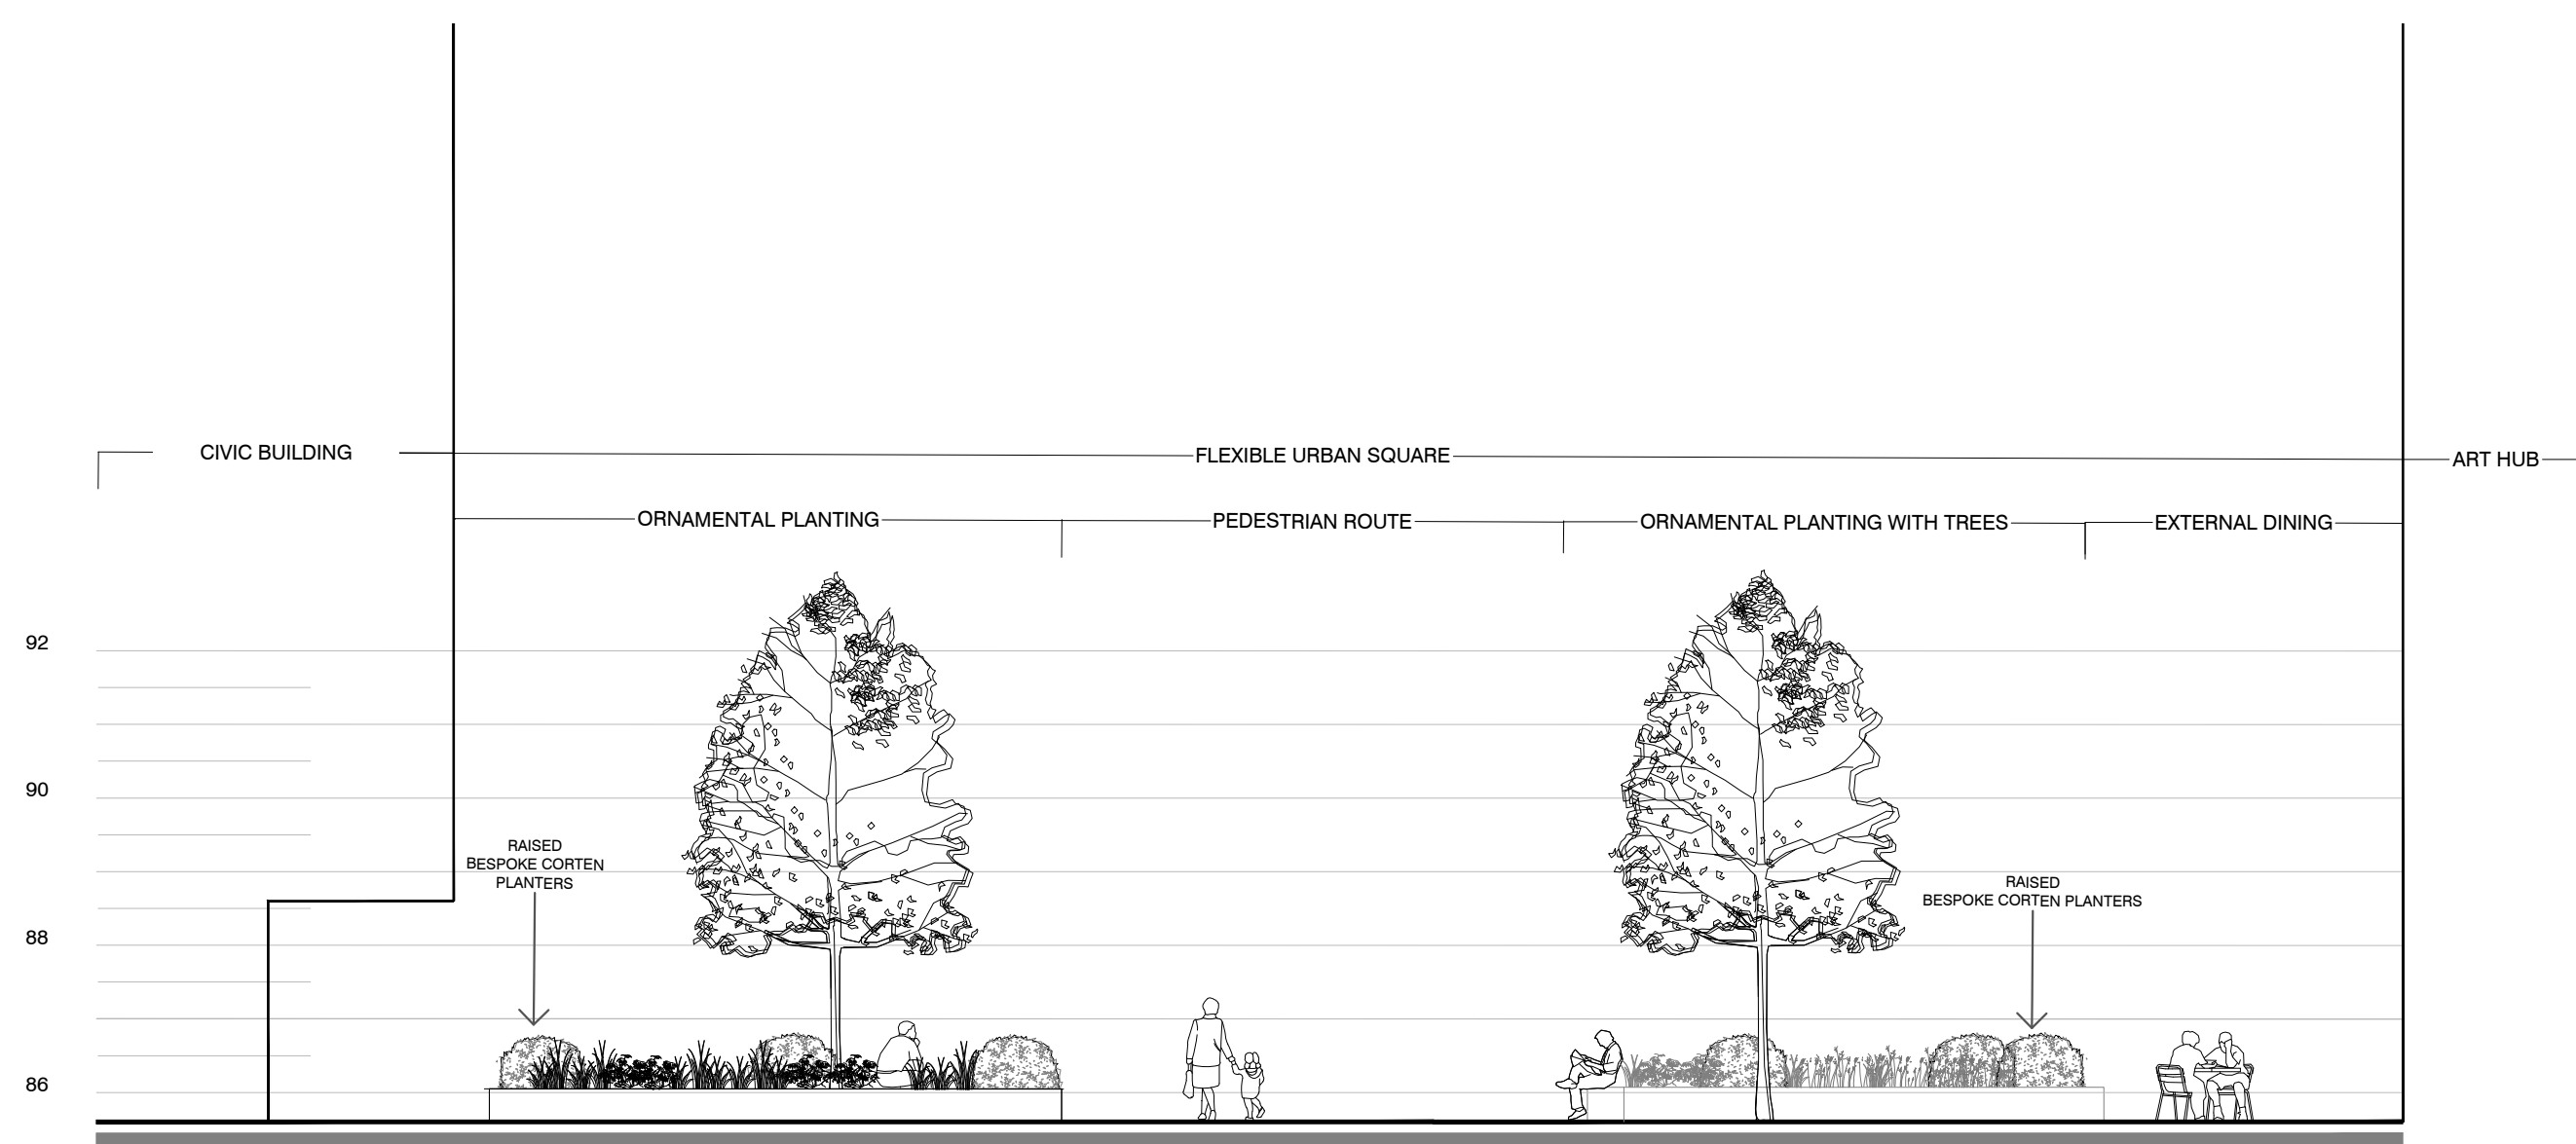 CIVIC BUILDING
FLEXIBLE URBAN SQUARE
ART HUB
ORNAMENTAL PLANTING
PEDESTRIAN ROUTE
ORNAMENTAL PLANTING WITH TREES
EXTERNAL DINING
92
90
RAISED
BESPOKE CORTEN
PLANTERS
RAISED
BESPOKE CORTEN PLANTERS
88
86